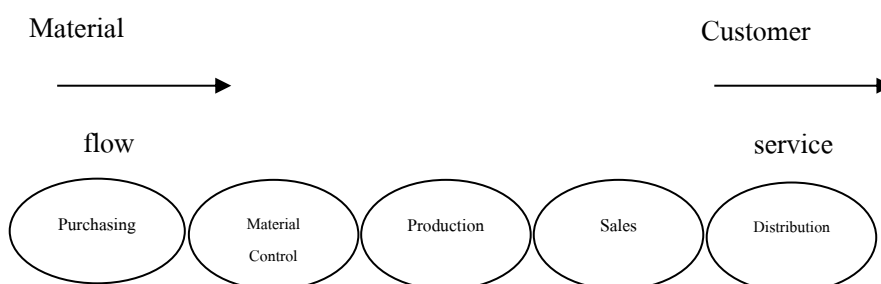 Material
Customer
flow
service
Purchasing
Material
Control
Production
Sales
Distribution